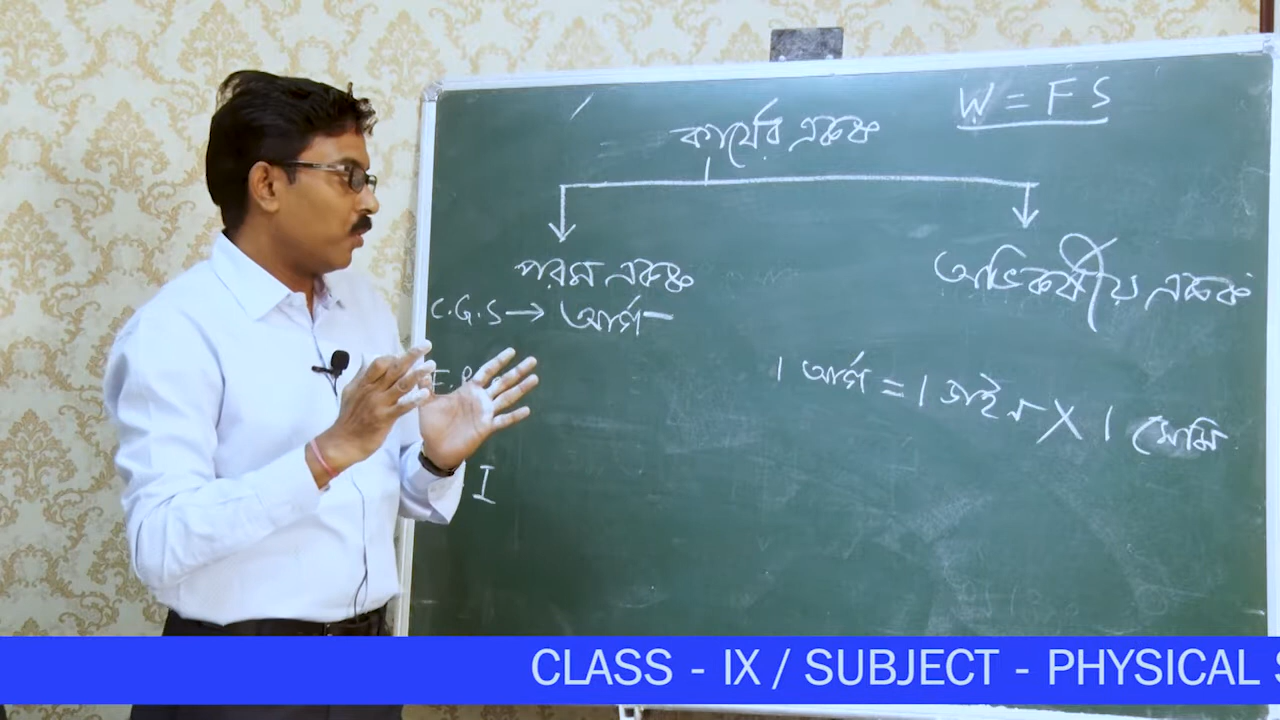 W = F S
কার্যের একক
পরম একক
অভিকর্ষীয় একক
C.G.S → আর্গ
F. P.
1 আর্গ = 1 ডাইন X 1 সেমি
I
CLASS - IX / SUBJECT - PHYSICAL S